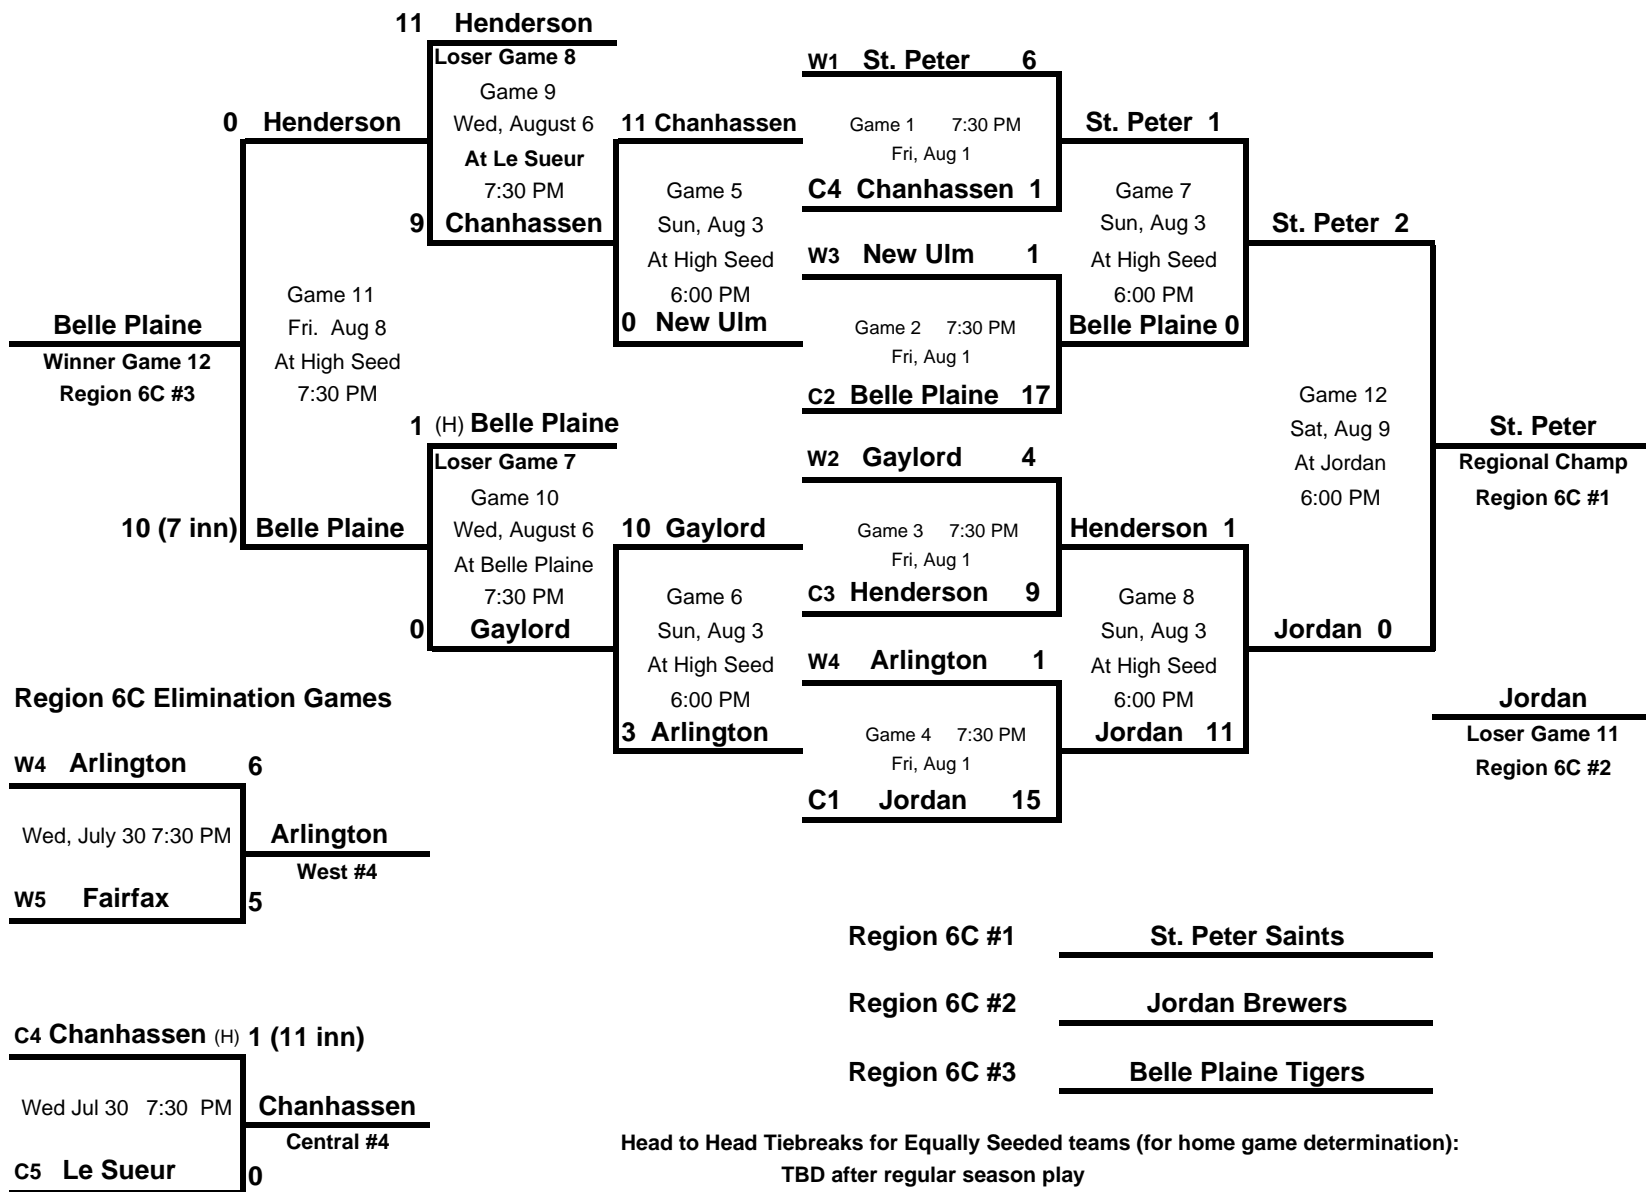 11 Henderson
Loser Game 8
Game 9
Wed, August 6
At Le Sueur
7:30 PM
9 Chanhassen
0 Henderson
Game 11
Fri. Aug 8
At High Seed
7:30 PM
Belle Plaine
Winner Game 12
Region 6C #3
1 (H) Belle Plaine
Loser Game 7
Game 10
Wed, August 6
At Belle Plaine
7:30 PM
0 Gaylord
10 (7 inn) Belle Plaine
11 Chanhassen
Game 5
Sun, Aug 3
At High Seed
6:00 PM
0 New Ulm
10 Gaylord
Game 6
Sun, Aug 3
At High Seed
6:00 PM
3 Arlington
W1 St. Peter 6
Game 1 7:30 PM
Fri, Aug 1
C4 Chanhassen 1
W3 New Ulm 1
Game 2 7:30 PM
Fri, Aug 1
C2 Belle Plaine 17
W2 Gaylord 4
Game 3 7:30 PM
Fri, Aug 1
C3 Henderson 9
W4 Arlington 1
Game 4 7:30 PM
Fri, Aug 1
C1 Jordan 15
St. Peter 1
Game 7
Sun, Aug 3
At High Seed
6:00 PM
Belle Plaine 0
Henderson 1
Game 8
Sun, Aug 3
At High Seed
6:00 PM
Jordan 11
St. Peter 2
Game 12
Sat, Aug 9
At Jordan
6:00 PM
Jordan 0
St. Peter
Regional Champ
Region 6C #1
Jordan
Loser Game 11
Region 6C #2
Region 6C Elimination Games
W4 Arlington 6
Wed, July 30 7:30 PM
Arlington
West #4
W5 Fairfax 5
C4 Chanhassen (H) 1 (11 inn)
Wed Jul 30 7:30 PM
Chanhassen
Central #4
C5 Le Sueur 0
Region 6C #1 St. Peter Saints
Region 6C #2 Jordan Brewers
Region 6C #3 Belle Plaine Tigers
Head to Head Tiebreaks for Equally Seeded teams (for home game determination):
TBD after regular season play